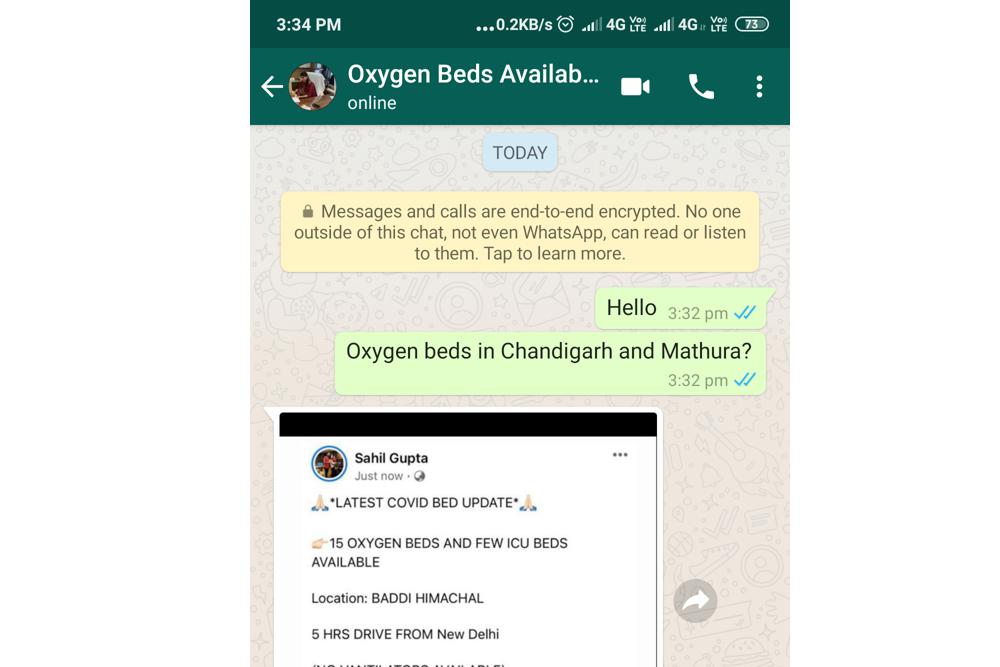 3:34 PM
...0.2KB/s 4G Vo) LTE 4G Vo) LTE 73
Oxygen Beds Availab...
online
TODAY
Messages and calls are end-to-end encrypted. No one
outside of this chat, not even WhatsApp, can read or listen
to them. Tap to learn more.
Hello 3:32 pm
Oxygen beds in Chandigarh and Mathura?
3:32 pm
Sahil Gupta
Just now ·
🙏🏻*LATEST COVID BED UPDATE*🙏🏻
👉🏻15 OXYGEN BEDS AND FEW ICU BEDS
AVAILABLE
Location: BADDI HIMACHAL
5 HRS DRIVE FROM New Delhi
(NO VANTILATORS AVAILABLE)